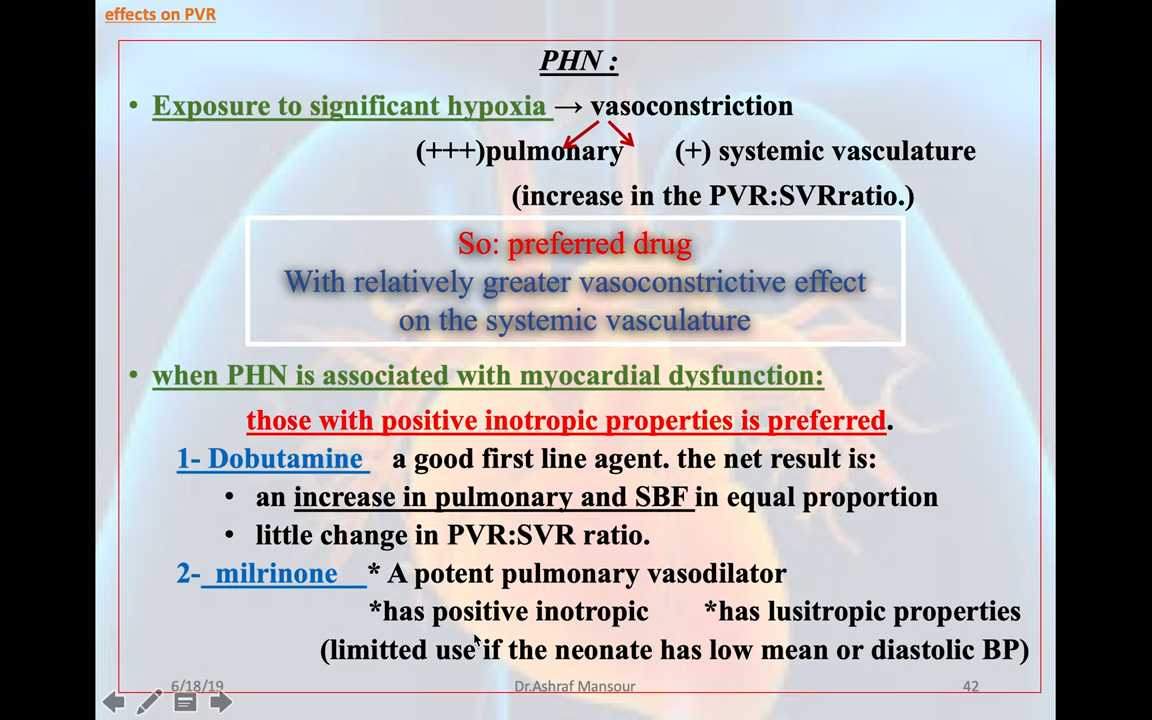 effects on PVR
PHN :
• Exposure to significant hypoxia → vasoconstriction
(+++)pulmonary (+) systemic vasculature
(increase in the PVR:SVRratio.)
So: preferred drug
With relatively greater vasoconstrictive effect
on the systemic vasculature
• when PHN is associated with myocardial dysfunction:
those with positive inotropic properties is preferred.
1- Dobutamine a good first line agent. the net result is:
• an increase in pulmonary and SBF in equal proportion
• little change in PVR:SVR ratio.
2- milrinone * A potent pulmonary vasodilator
*has positive inotropic *has lusitropic properties
(limitted use if the neonate has low mean or diastolic BP)
6/18/19 Dr.Ashraf Mansour 42